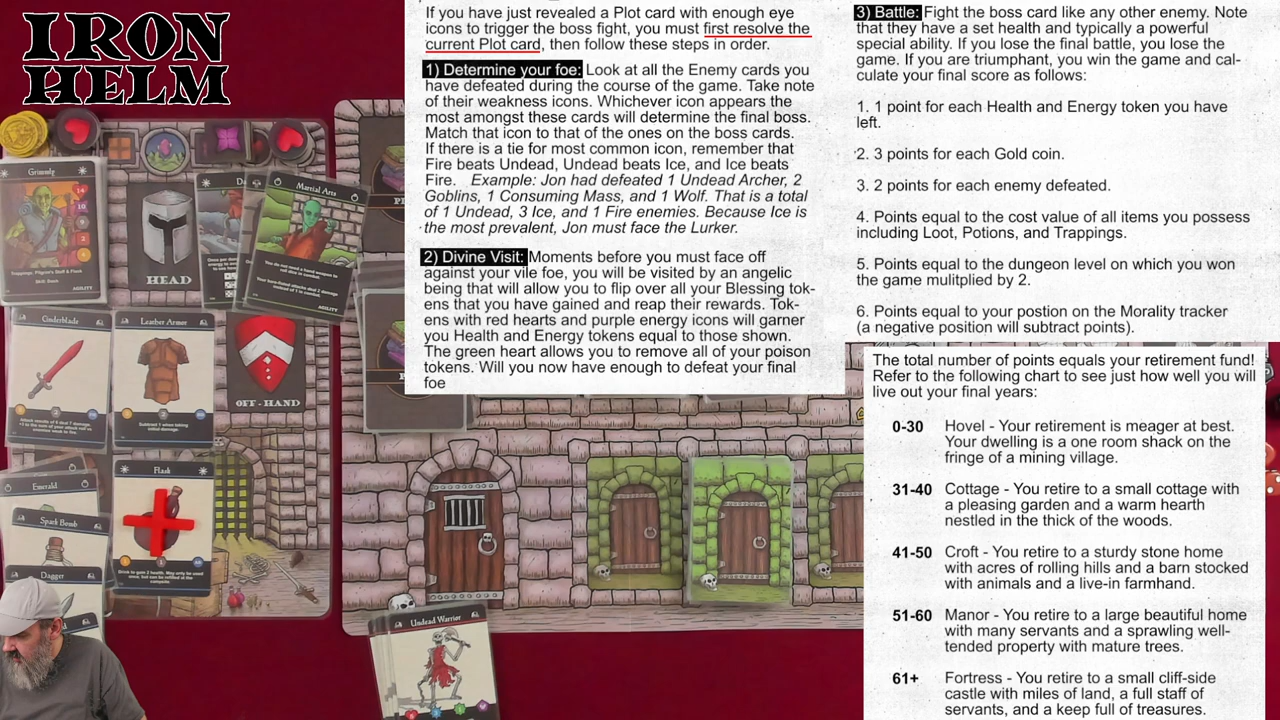 IRON
HELM
If you have just revealed a Plot card with enough eye
icons to trigger the boss fight, you must first resolve the
current Plot card, then follow these steps in order.
1) Determine your foe: Look at all the Enemy cards you
have defeated during the course of the game. Take note
of their weakness icons. Whichever icon appears the
most amongst these cards will determine the final boss.
Match that icon to that of the ones on the boss cards.
If there is a tie for most common icon, remember that
Fire beats Undead, Undead beats Ice, and Ice beats
Fire. Example: Jon had defeated 1 Undead Archer, 2
Goblins, 1 Consuming Mass, and 1 Wolf. That is a total
of 1 Undead, 3 Ice, and 1 Fire enemies. Because Ice is
the most prevalent, Jon must face the Lurker.
2) Divine Visit: Moments before you must face off
against your vile foe, you will be visited by an angelic
being that will allow you to flip over all your Blessing tok-
ens that you have gained and reap their rewards. Tok-
ens with red hearts and purple energy icons will garner
you Health and Energy tokens equal to those shown.
The green heart allows you to remove all of your poison
tokens. Will you now have enough to defeat your final
foe
3) Battle: Fight the boss card like any other enemy. Note
that they have a set health and typically a powerful
special ability. If you lose the final battle, you lose the
game. If you are triumphant, you win the game and cal-
culate your final score as follows:
1. 1 point for each Health and Energy token you have
left.
2. 3 points for each Gold coin.
3. 2 points for each enemy defeated.
4. Points equal to the cost value of all items you possess
including Loot, Potions, and Trappings.
5. Points equal to the dungeon level on which you won
the game mulitplied by 2.
6. Points equal to your postion on the Morality tracker
(a negative position will subtract points).
The total number of points equals your retirement fund!
Refer to the following chart to see just how well you will
live out your final years:
0-30 Hovel - Your retirement is meager at best.
Your dwelling is a one room shack on the
fringe of a mining village.
31-40 Cottage - You retire to a small cottage with
a pleasing garden and a warm hearth
nestled in the thick of the woods.
41-50 Croft - You retire to a sturdy stone home
with acres of rolling hills and a barn stocked
with animals and a live-in farmhand.
51-60 Manor - You retire to a large beautiful home
with many servants and a sprawling well-
tended property with mature trees.
61+ Fortress - You retire to a small cliff-side
castle with miles of land, a full staff of
servants, and a keep full of treasures.
Grimmly
AGILITY
HEAD
Martial Arts
AGILITY
Cinderblade
Leather Armor
Subtract 1 when taking
initial damage.
OFF-HAND
Emerald
Flask
Spark Bomb
Dagger
Undead Warrior